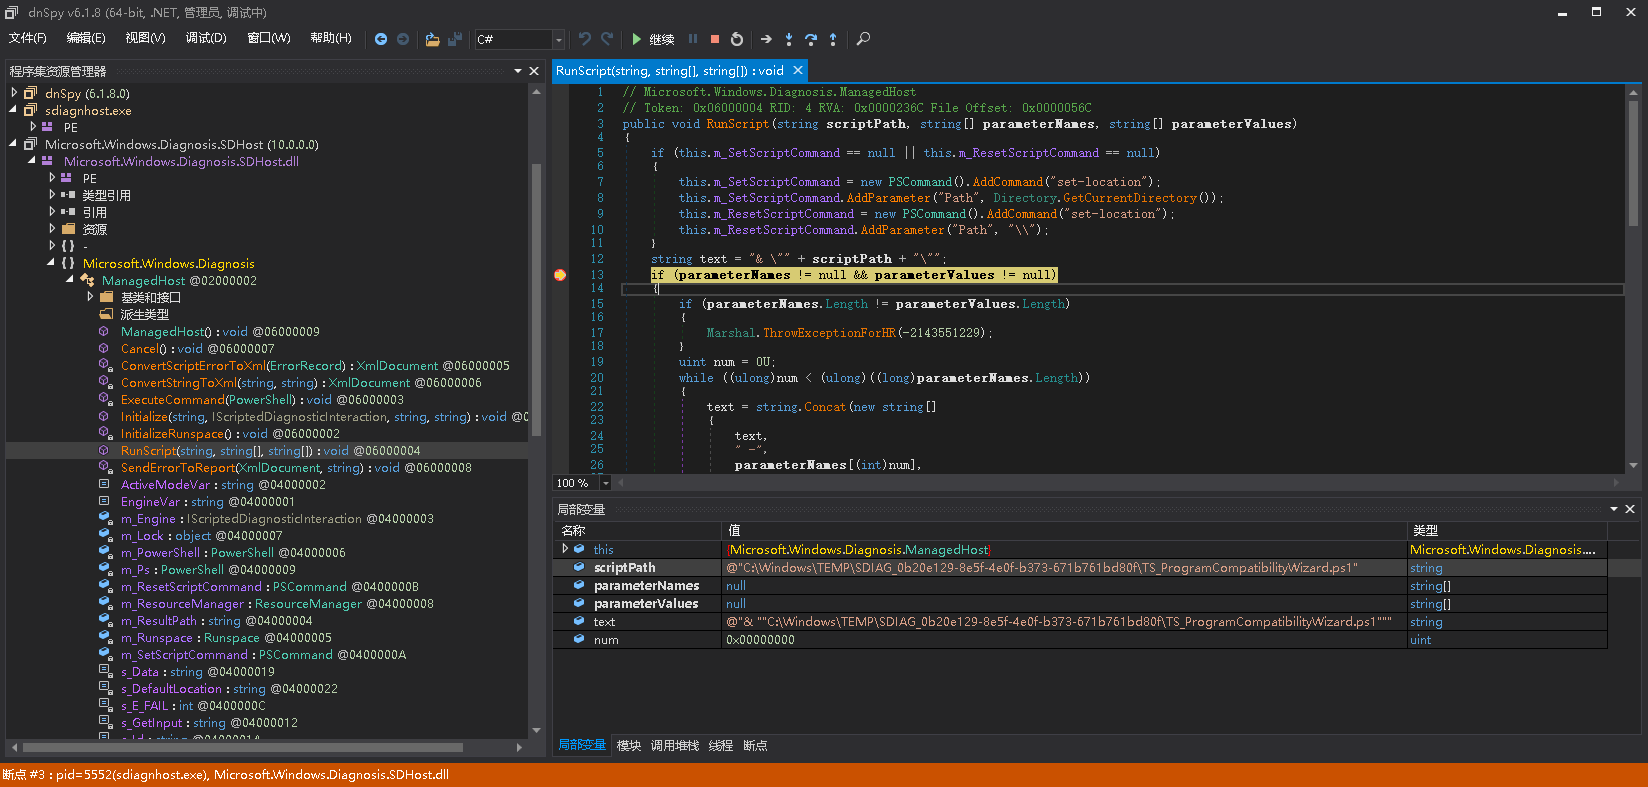 dnSpy v6.1.8 (64-bit, .NET, 管理员, 调试中)
文件(F) 编辑(E) 视图(V) 调试(D) 窗口(W) 帮助(H) C# 继续
程序集资源管理器
dnSpy (6.1.8.0)
sdiagnhost.exe
PE
Microsoft.Windows.Diagnosis.SDHost (10.0.0.0)
Microsoft.Windows.Diagnosis.SDHost.dll
PE
类型引用
引用
资源
{ } -
{ } Microsoft.Windows.Diagnosis
ManagedHost @02000002
基类和接口
派生类型
ManagedHost() : void @06000009
Cancel() : void @06000007
ConvertScriptErrorToXml(ErrorRecord) : XmlDocument @06000005
ConvertStringToXml(string, string) : XmlDocument @06000006
ExecuteCommand(PowerShell) : void @06000003
Initialize(string, IScriptedDiagnosticInteraction, string, string) : void @0
InitializeRunspace() : void @06000002
RunScript(string, string[], string[]) : void @06000004
SendErrorToReport(XmlDocument, string) : void @06000008
ActiveModeVar : string @04000002
EngineVar : string @04000001
m_Engine : IScriptedDiagnosticInteraction @04000003
m_Lock : object @04000007
m_PowerShell : PowerShell @04000006
m_Ps : PowerShell @04000009
m_ResetScriptCommand : PSCommand @0400000B
m_ResourceManager : ResourceManager @04000008
m_ResultPath : string @04000004
m_Runspace : Runspace @04000005
m_SetScriptCommand : PSCommand @0400000A
s_Data : string @04000019
s_DefaultLocation : string @04000022
s_E_FAIL : int @0400000C
s_GetInput : string @04000012
s_Id : string @0400001A
RunScript(string, string[], string[]) : void
1 // Microsoft.Windows.Diagnosis.ManagedHost
2 // Token: 0x06000004 RID: 4 RVA: 0x0000236C File Offset: 0x0000056C
3 public void RunScript(string scriptPath, string[] parameterNames, string[] parameterValues)
4 {
5 if (this.m_SetScriptCommand == null || this.m_ResetScriptCommand == null)
6 {
7 this.m_SetScriptCommand = new PSCommand().AddCommand("set-location");
8 this.m_SetScriptCommand.AddParameter("Path", Directory.GetCurrentDirectory());
9 this.m_ResetScriptCommand = new PSCommand().AddCommand("set-location");
10 this.m_ResetScriptCommand.AddParameter("Path", "\\");
11 }
12 string text = "& \"" + scriptPath + "\"";
13 if (parameterNames != null && parameterValues != null)
14 {
15 if (parameterNames.Length != parameterValues.Length)
16 {
17 Marshal.ThrowExceptionForHR(-2143551229);
18 }
19 uint num = 0U;
20 while ((ulong)num < (ulong)((long)parameterNames.Length))
21 {
22 text = string.Concat(new string[]
23 {
24 text,
25 " -",
26 parameterNames[(int)num],
100 %
局部变量
名称 值 类型
this {Microsoft.Windows.Diagnosis.ManagedHost} Microsoft.Windows.Diagnosis....
scriptPath @"C:\Windows\TEMP\SDIAG_0b20e129-8e5f-4e0f-b373-671b761bd80f\TS_ProgramCompatibilityWizard.ps1" string
parameterNames null string[]
parameterValues null string[]
text @"& ""C:\Windows\TEMP\SDIAG_0b20e129-8e5f-4e0f-b373-671b761bd80f\TS_ProgramCompatibilityWizard.ps1""" string
num 0x00000000 uint
局部变量 模块 调用堆栈 线程 断点
断点 #3 : pid=5552(sdiagnhost.exe), Microsoft.Windows.Diagnosis.SDHost.dll